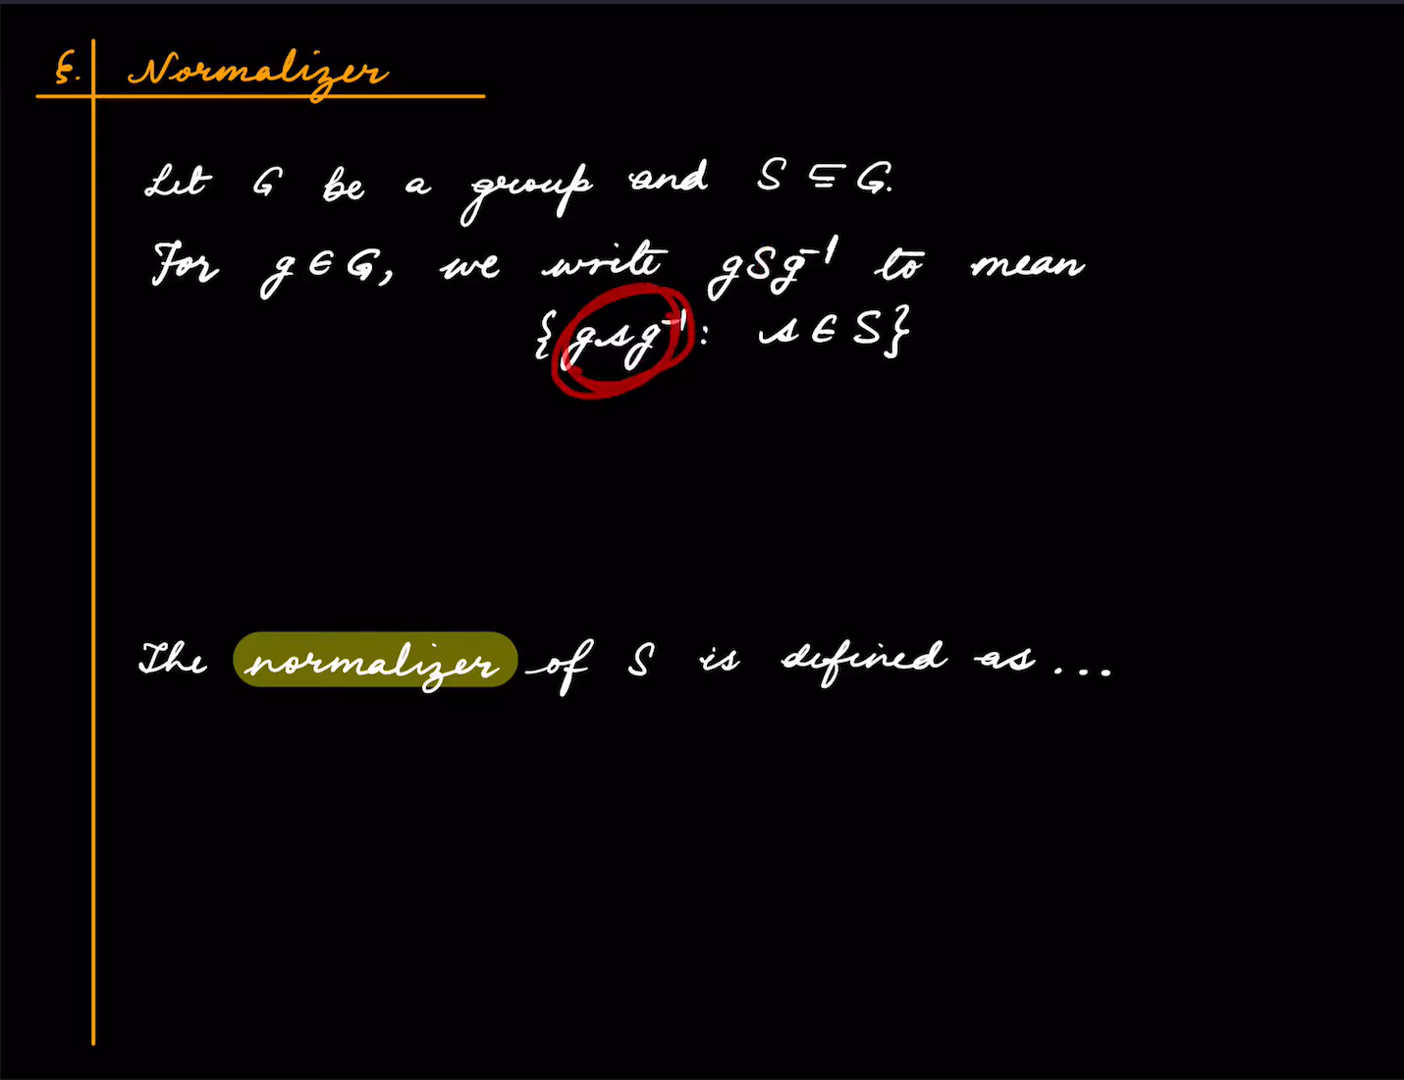 §. Normalizer
Let G be a group and S ⊆ G.
For g ∈ G, we write gSg⁻¹ to mean
{gsg⁻¹: s ∈ S}
The normalizer of S is defined as...